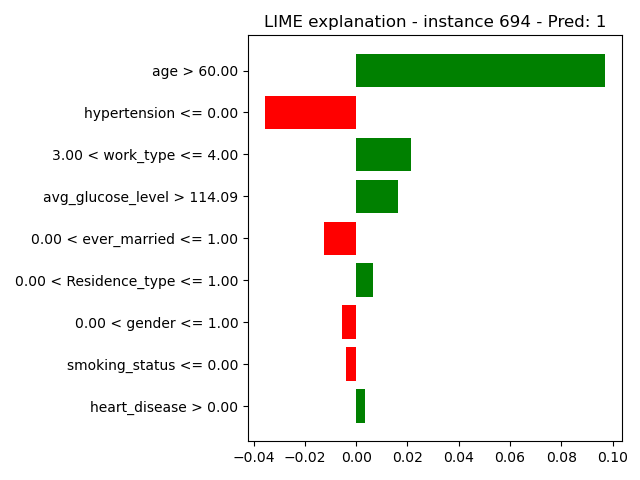 LIME explanation - instance 694 - Pred: 1
age > 60.00
hypertension <= 0.00
3.00 < work_type <= 4.00
avg_glucose_level > 114.09
0.00 < ever_married <= 1.00
0.00 < Residence_type <= 1.00
0.00 < gender <= 1.00
smoking_status <= 0.00
heart_disease > 0.00
−0.04 −0.02 0.00 0.02 0.04 0.06 0.08 0.10